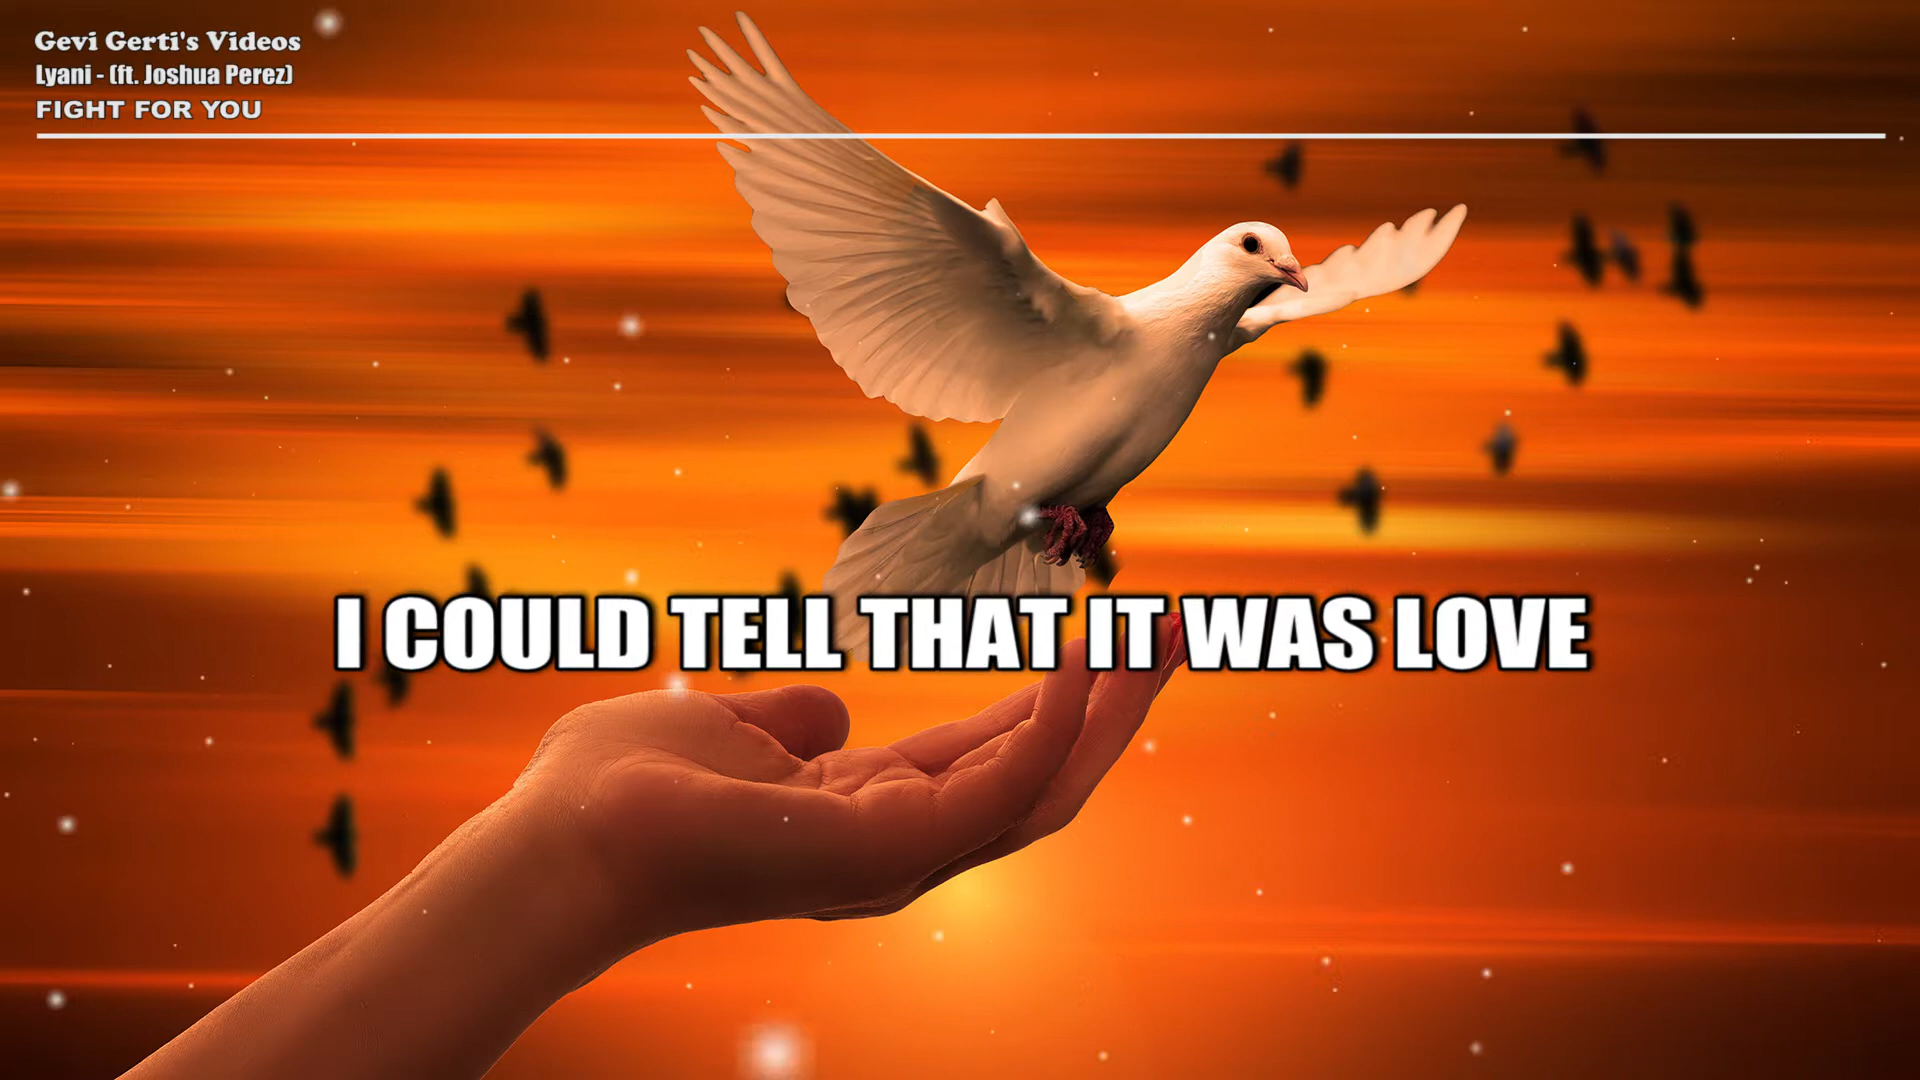 Gevi Gerti's Videos
Lyani - (ft. Joshua Perez)
FIGHT FOR YOU
I COULD TELL THAT IT WAS LOVE